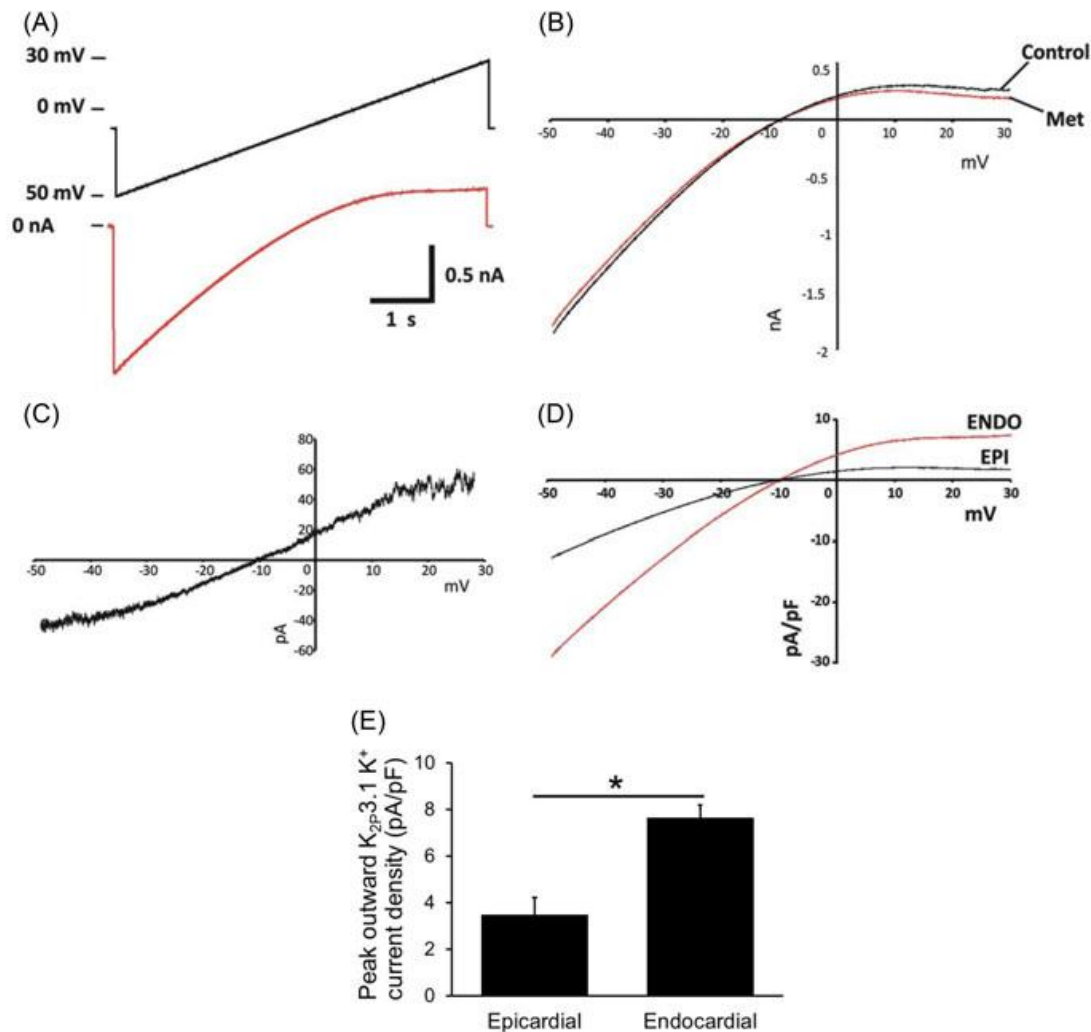 (A)
30 mV
0 mV
50 mV
0 nA
0.5 nA
1 s
(B)
0.5
Control
Met
-50 -40 -30 -20 -10 0 10 20 30
mV
-0.5
-1
-1.5
-2
nA
(C)
80
60
40
20
-50 -40 -30 -20 -10 0 10 20 30
mV
-20
-40
-60
pA
(D)
10
ENDO
EPI
-50 -40 -30 -20 -10 0 10 20 30
mV
-10
-20
-30
pA/pF
(E)
Peak outward K2P3.1 K+
current density (pA/pF)
10
8
6
4
2
0
*
Epicardial Endocardial